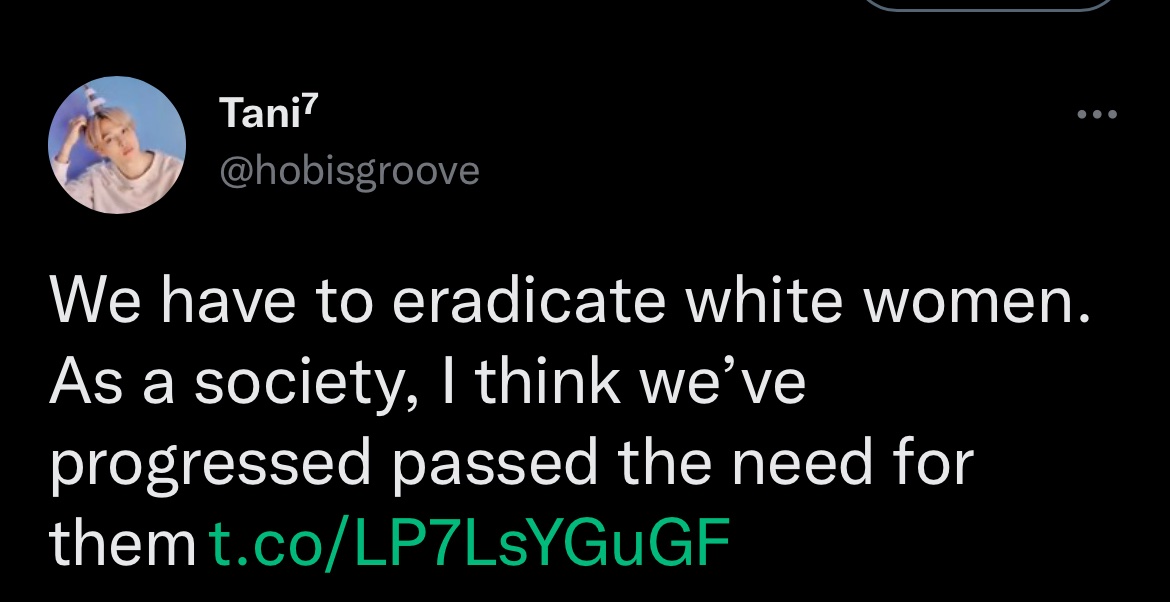 Tani⁷
@hobisgroove
We have to eradicate white women.
As a society, I think we’ve
progressed passed the need for
them t.co/LP7LsYGuGF